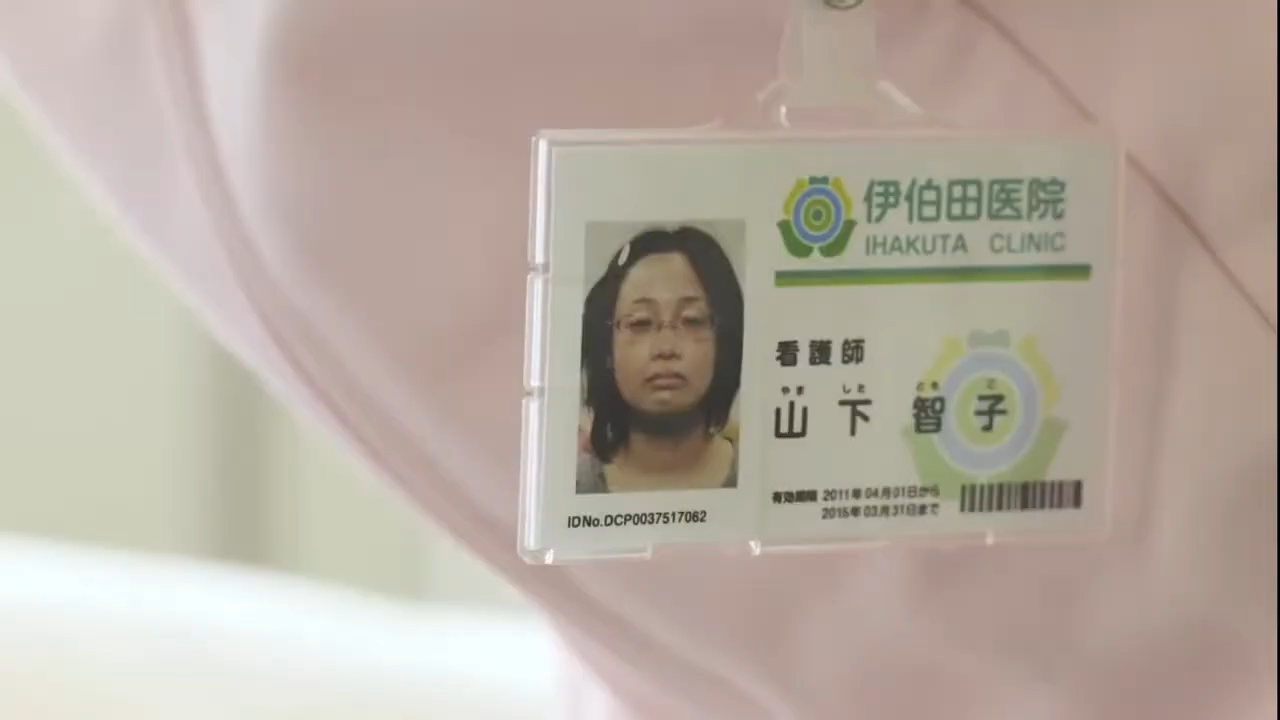 伊伯田医院
IHAKUTA CLINIC
看護師
やま した とも こ
山下 智子
有効期限 2011年04月01日から
2015年03月31日まで
IDNo.DCP0037517062